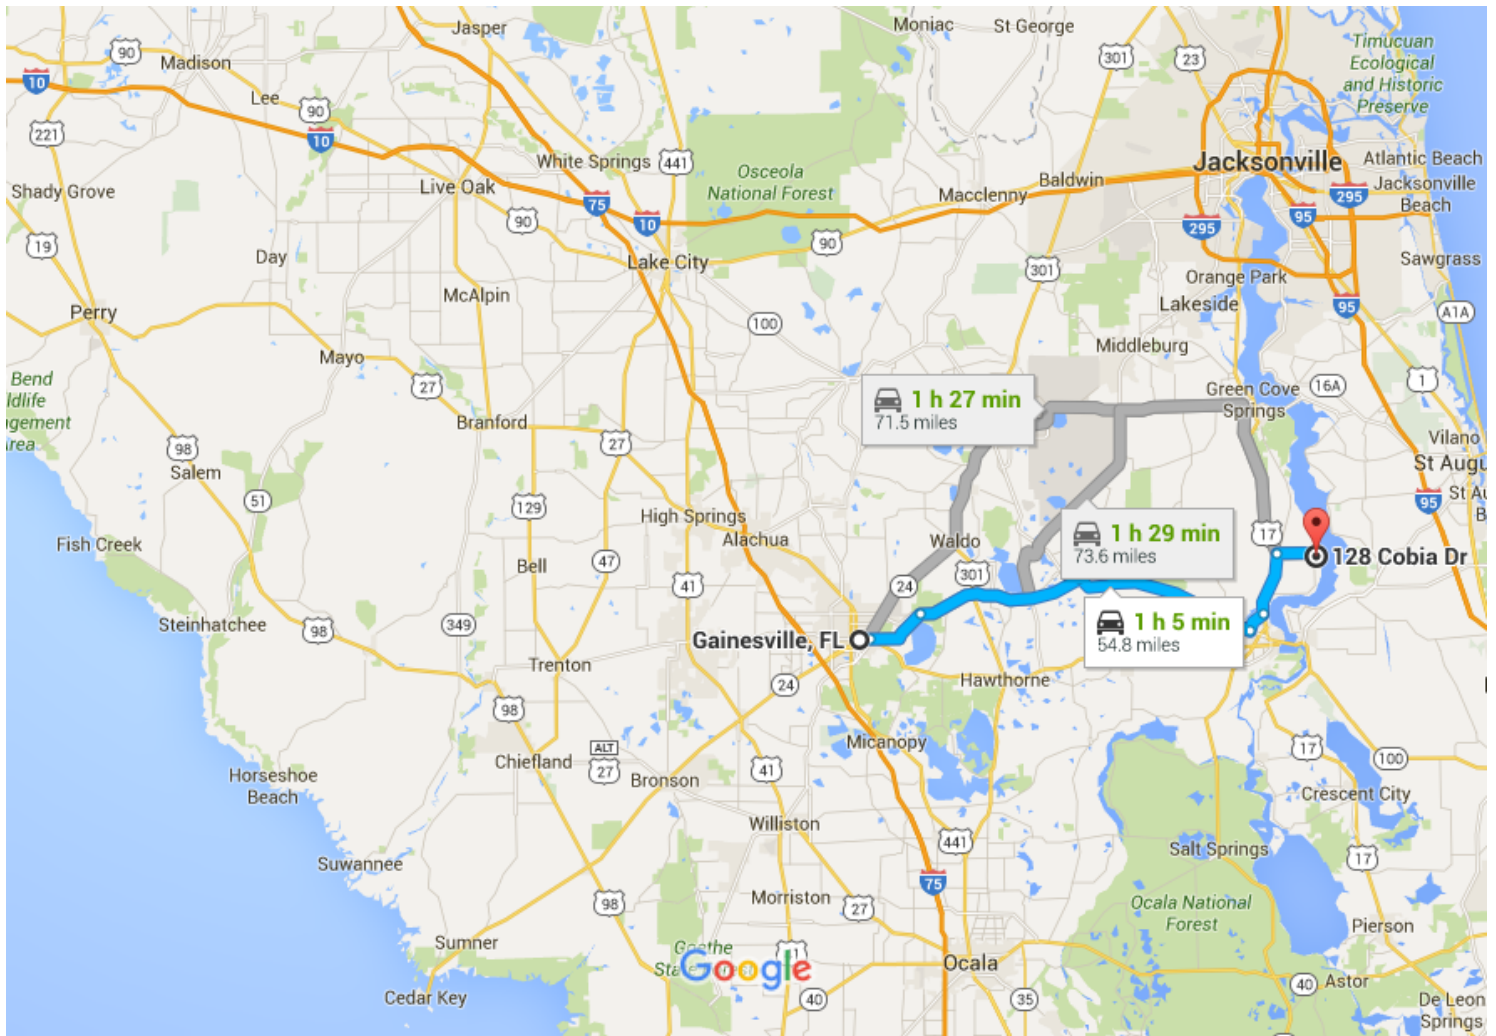 Jasper
Moniac
St George
90
Madison
301
23
Timucuan
Ecological
and Historic
Preserve
10
Lee
90
221
10
White Springs
441
Osceola
National Forest
Jacksonville
Atlantic Beach
Shady Grove
Live Oak
75
Macclenny
Baldwin
295
Jacksonville
Beach
90
10
90
295
95
19
Day
Lake City
301
Sawgrass
Orange Park
McAlpin
Lakeside
95
A1A
Perry
100
Mayo
Middleburg
Bend
ldlife
agement
Area
27
1 h 27 min
71.5 miles
Green Cove
Springs
16A
1
Branford
27
98
Salem
Vilano
St Augu
51
129
High Springs
95
St Au
B
Fish Creek
Alachua
Waldo
1 h 29 min
73.6 miles
17
128 Cobia Dr
Bell
47
41
24
301
Steinhatchee
98
349
Gainesville, FL
1 h 5 min
54.8 miles
Trenton
24
Hawthorne
98
Micanopy
17
100
ALT
27
Chiefland
Bronson
41
Horseshoe
Beach
Crescent City
Williston
441
Salt Springs
17
Suwannee
75
Morriston
27
98
Ocala National
Forest
Pierson
Sumner
Goethe
Google
Ocala
40
Astor
Cedar Key
40
35
De Leon
Springs